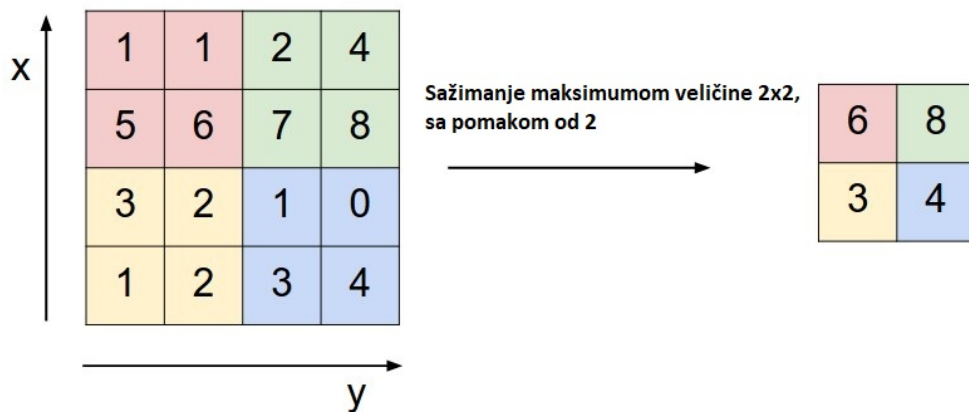 x
1 1 2 4
5 6 7 8
3 2 1 0
1 2 3 4
y
Sažimanje maksimumom veličine 2x2,
sa pomakom od 2
6 8
3 4